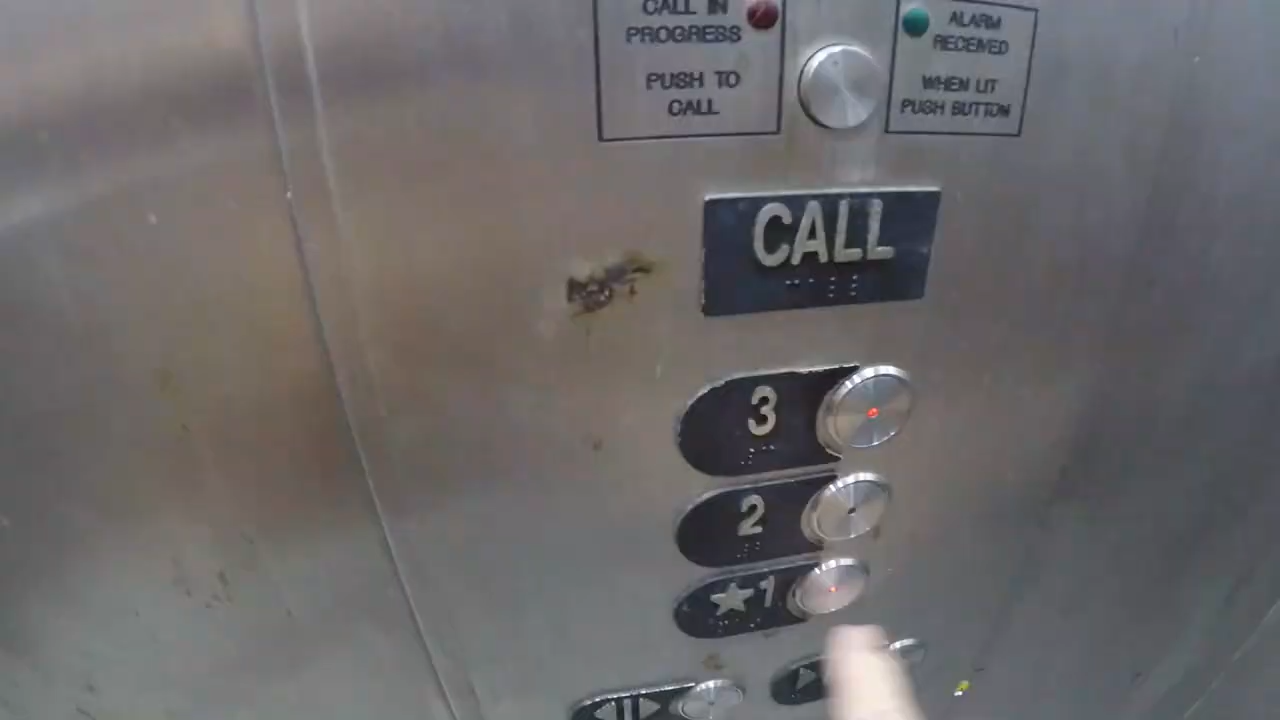 CALL IN
PROGRESS
PUSH TO
CALL
ALARM
RECEIVED
WHEN LIT
PUSH BUTTON
CALL
3
2
★1